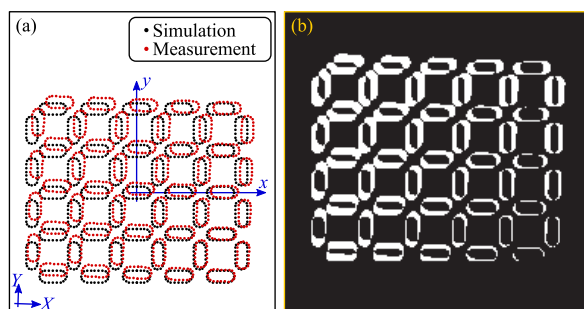 (a)
Simulation
Measurement
y
x
Y
X
(b)